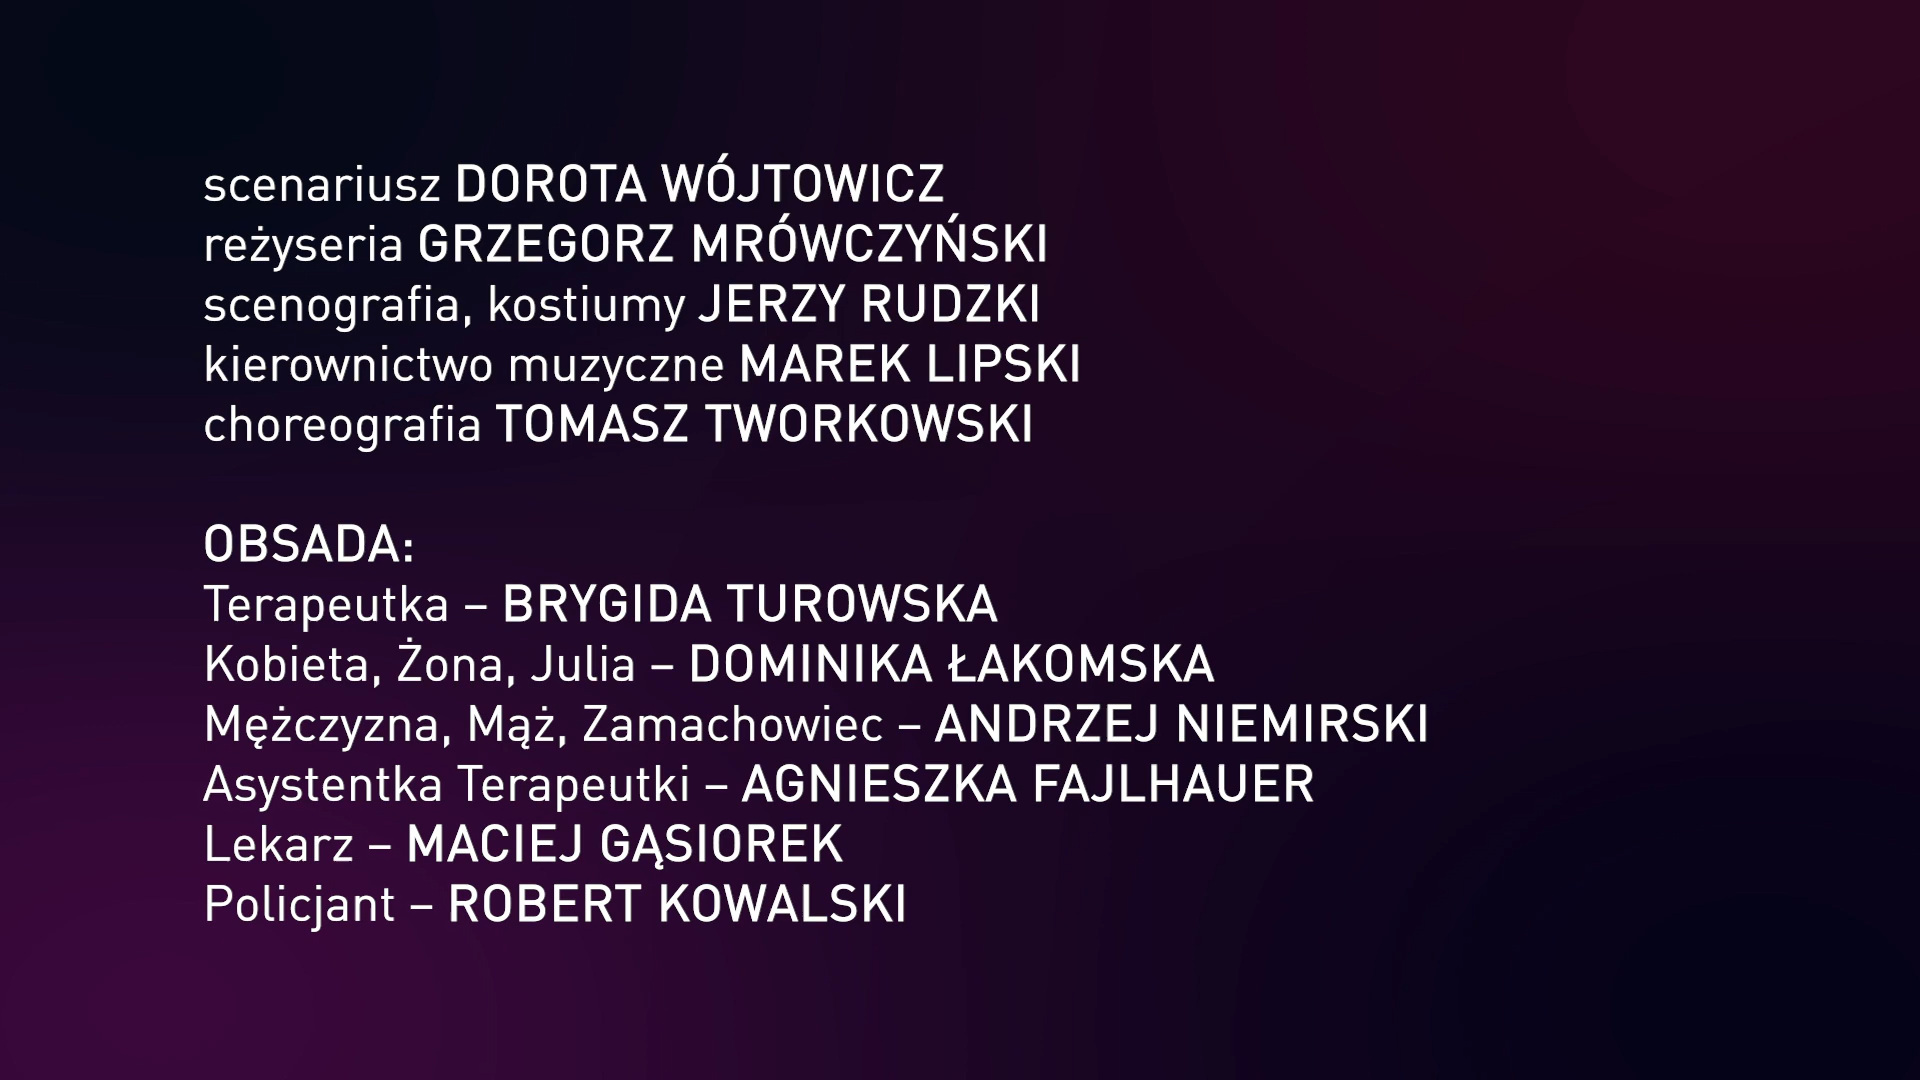 scenariusz DOROTA WÓJTOWICZ
reżyseria GRZEGORZ MRÓWCZYŃSKI
scenografia, kostiumy JERZY RUDZKI
kierownictwo muzyczne MAREK LIPSKI
choreografia TOMASZ TWORKOWSKI
OBSADA:
Terapeutka – BRYGIDA TUROWSKA
Kobieta, Żona, Julia – DOMINIKA ŁAKOMSKA
Mężczyzna, Mąż, Zamachowiec – ANDRZEJ NIEMIRSKI
Asystentka Terapeutki – AGNIESZKA FAJLHAUER
Lekarz – MACIEJ GĄSIOREK
Policjant – ROBERT KOWALSKI